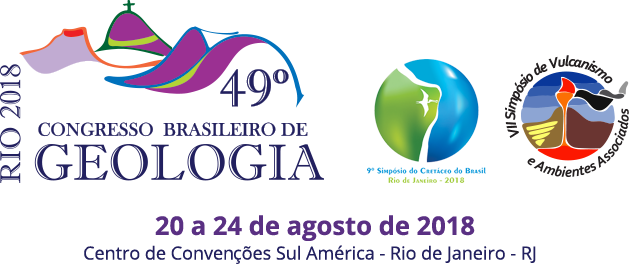 RIO 2018
49º
CONGRESSO BRASILEIRO DE
GEOLOGIA
9º Simpósio do Cretáceo do Brasil
Rio de Janeiro - 2018
VII Simpósio de Vulcanismo
e Ambientes Associados
20 a 24 de agosto de 2018
Centro de Convenções Sul América - Rio de Janeiro - RJ